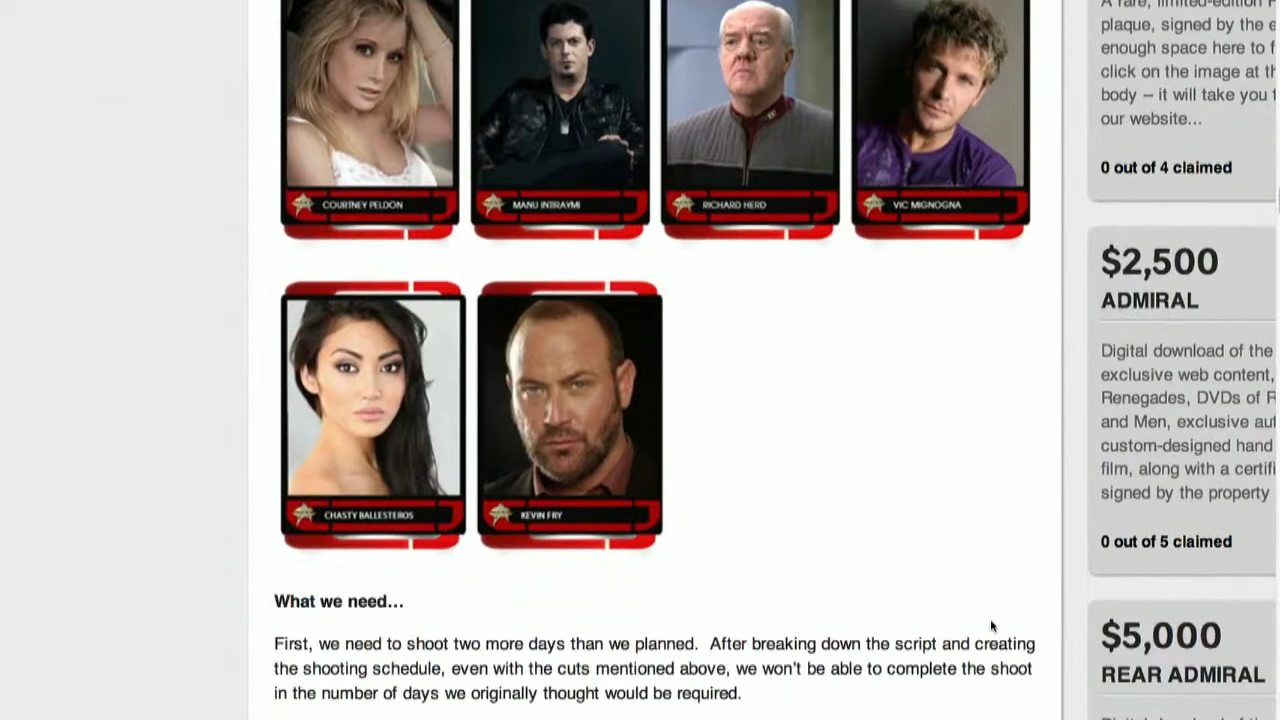 COURTNEY PELDON
MANU INTIRAYMI
RICHARD HERD
VIC MIGNOGNA
CHASTY BALLESTEROS
KEVIN FRY
What we need...
First, we need to shoot two more days than we planned. After breaking down the script and creating
the shooting schedule, even with the cuts mentioned above, we won't be able to complete the shoot
in the number of days we originally thought would be required.
A rare, limited-edition
plaque, signed by the e
enough space here to f
click on the image at th
body – it will take you t
our website...
0 out of 4 claimed
$2,500
ADMIRAL
Digital download of the
exclusive web content,
Renegades, DVDs of R
and Men, exclusive aut
custom-designed hand
film, along with a certifi
signed by the property
0 out of 5 claimed
$5,000
REAR ADMIRAL